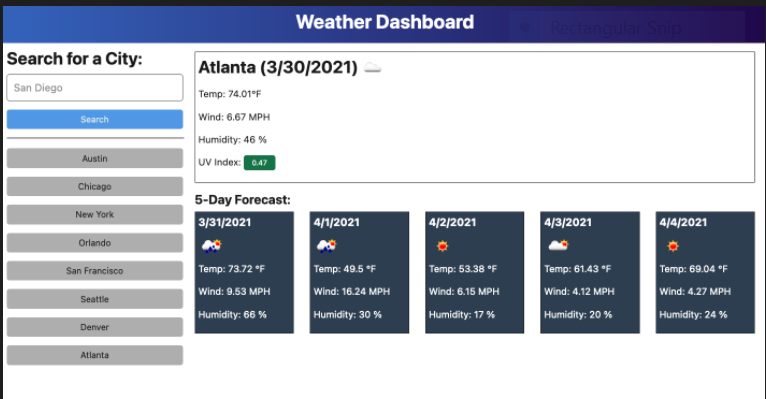 Weather Dashboard
Rectangular Snip
Search for a City:
San Diego
Search
Austin
Chicago
New York
Orlando
San Francisco
Seattle
Denver
Atlanta
Atlanta (3/30/2021)
Temp: 74.01°F
Wind: 6.67 MPH
Humidity: 46 %
UV Index: 0.47
5-Day Forecast:
3/31/2021
Temp: 73.72 °F
Wind: 9.53 MPH
Humidity: 66 %
4/1/2021
Temp: 49.5 °F
Wind: 16.24 MPH
Humidity: 30 %
4/2/2021
Temp: 53.38 °F
Wind: 6.15 MPH
Humidity: 17 %
4/3/2021
Temp: 61.43 °F
Wind: 4.12 MPH
Humidity: 20 %
4/4/2021
Temp: 69.04 °F
Wind: 4.27 MPH
Humidity: 24 %